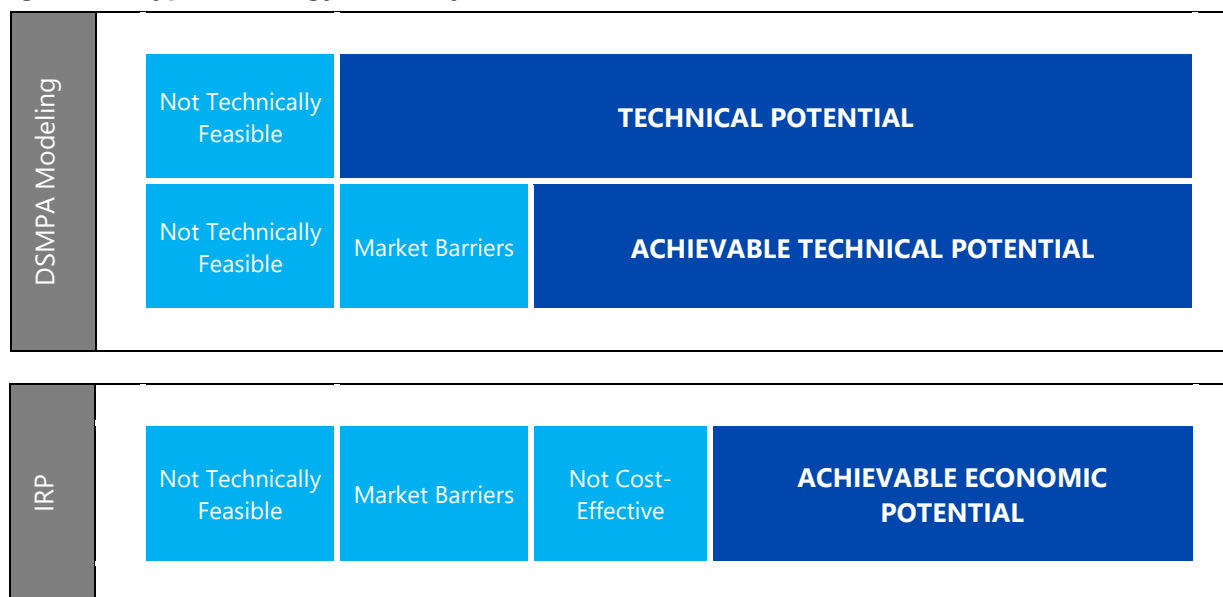 DSMPA Modeling
Not Technically
Feasible
TECHNICAL POTENTIAL
Not Technically
Feasible
Market Barriers
ACHIEVABLE TECHNICAL POTENTIAL
IRP
Not Technically
Feasible
Market Barriers
Not Cost-
Effective
ACHIEVABLE ECONOMIC
POTENTIAL